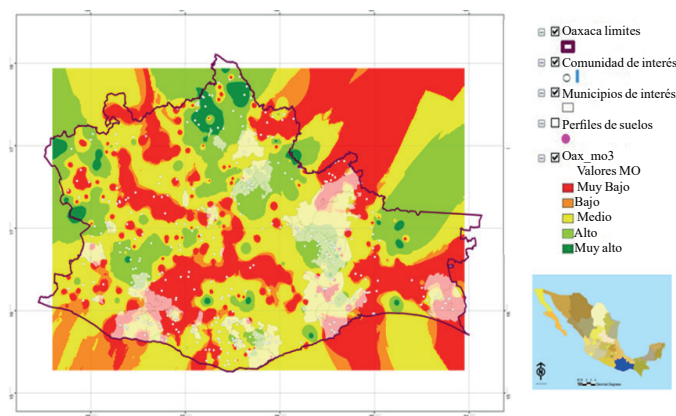 Oaxaca limites
Comunidad de interés
Municipios de interés
Perfiles de suelos
Oax_mo3
Valores MO
Muy Bajo
Bajo
Medio
Alto
Muy alto
N